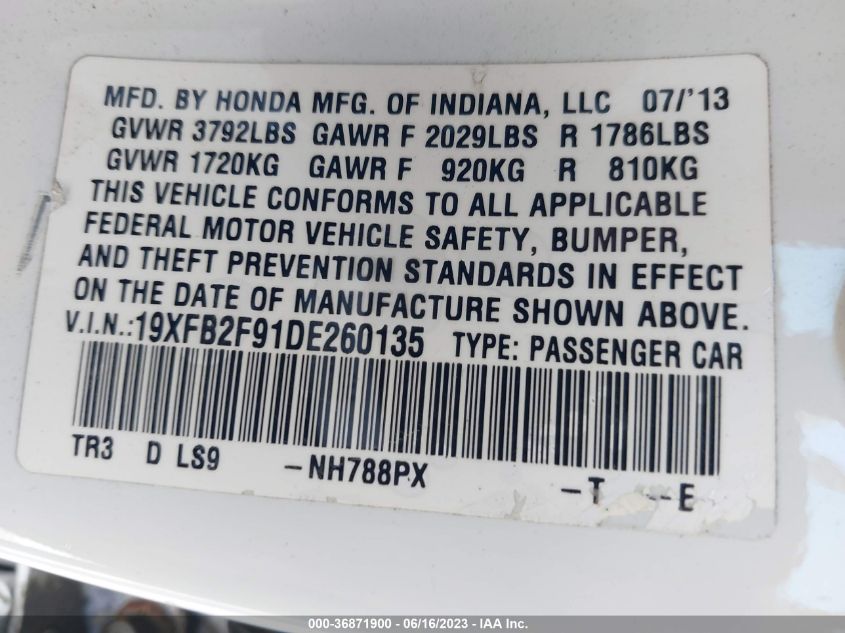 MFD. BY HONDA MFG. OF INDIANA, LLC 07/'13
GVWR 3792LBS GAWR F 2029LBS R 1786LBS
GVWR 1720KG GAWR F 920KG R 810KG
THIS VEHICLE CONFORMS TO ALL APPLICABLE
FEDERAL MOTOR VEHICLE SAFETY, BUMPER,
AND THEFT PREVENTION STANDARDS IN EFFECT
ON THE DATE OF MANUFACTURE SHOWN ABOVE.
V.I.N.:19XFB2F91DE260135 TYPE: PASSENGER CAR
TR3 D LS9 -NH788PX -T --E
000-36871900 - 06/16/2023 - IAA Inc.